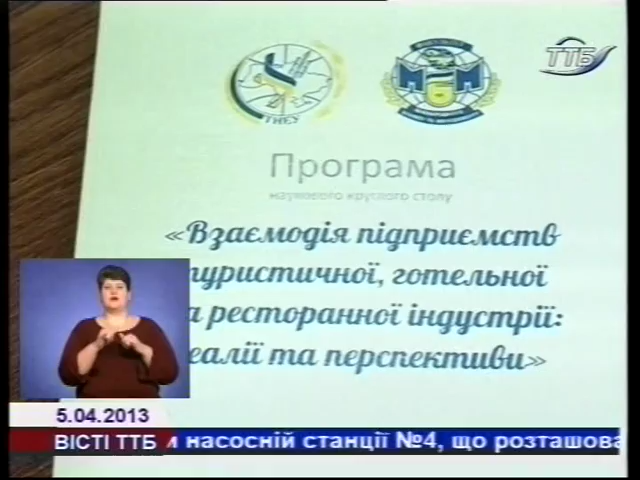 ТТБ
ТНЕУ
Програма
наукового круглого столу
«Взаємодія підприємств
туристичної, готельної
а ресторанної індустрії:
еалії та перспективи»
5.04.2013
ВІСТІ ТТБ и насосній станції №4, що розташова